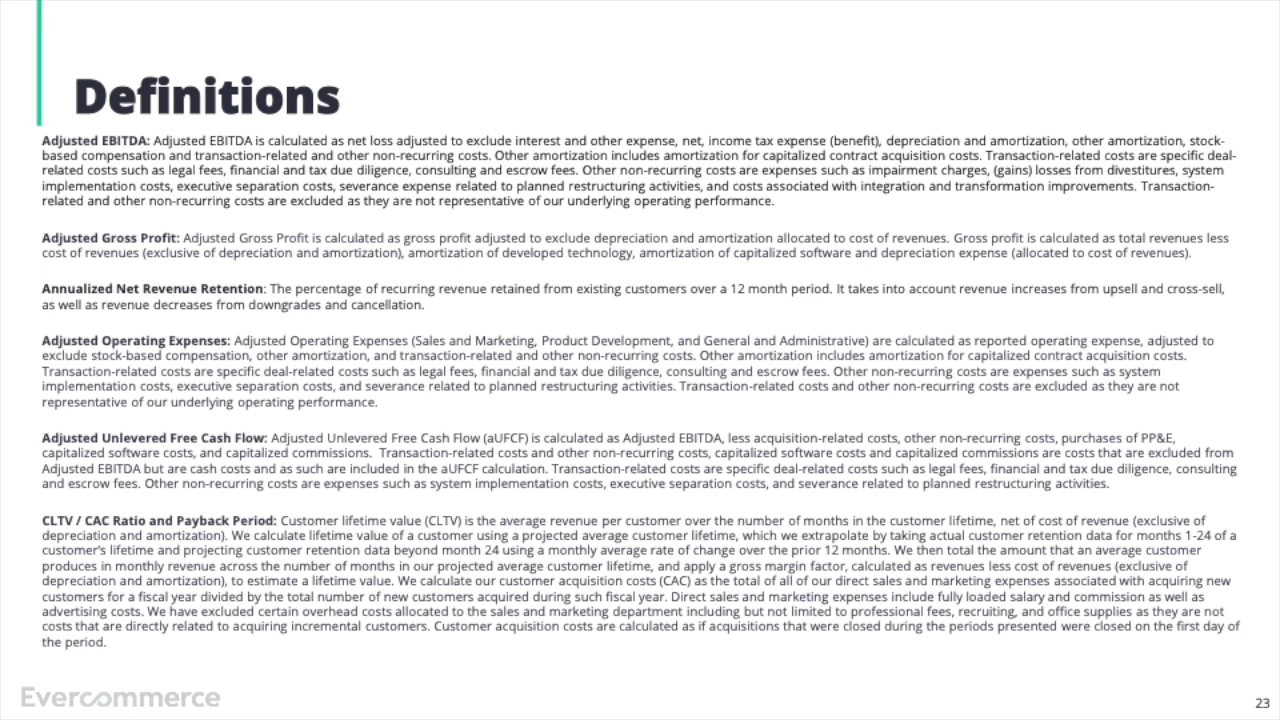 Definitions
Adjusted EBITDA: Adjusted EBITDA is calculated as net loss adjusted to exclude interest and other expense, net, income tax expense (benefit), depreciation and amortization, other amortization, stock-
based compensation and transaction-related and other non-recurring costs. Other amortization includes amortization for capitalized contract acquisition costs. Transaction-related costs are specific deal-
related costs such as legal fees, financial and tax due diligence, consulting and escrow fees. Other non-recurring costs are expenses such as impairment charges, (gains) losses from divestitures, system
implementation costs, executive separation costs, severance expense related to planned restructuring activities, and costs associated with integration and transformation improvements. Transaction-
related and other non-recurring costs are excluded as they are not representative of our underlying operating performance.
Adjusted Gross Profit: Adjusted Gross Profit is calculated as gross profit adjusted to exclude depreciation and amortization allocated to cost of revenues. Gross profit is calculated as total revenues less
cost of revenues (exclusive of depreciation and amortization), amortization of developed technology, amortization of capitalized software and depreciation expense (allocated to cost of revenues).
Annualized Net Revenue Retention: The percentage of recurring revenue retained from existing customers over a 12 month period. It takes into account revenue increases from upsell and cross-sell,
as well as revenue decreases from downgrades and cancellation.
Adjusted Operating Expenses: Adjusted Operating Expenses (Sales and Marketing, Product Development, and General and Administrative) are calculated as reported operating expense, adjusted to
exclude stock-based compensation, other amortization, and transaction-related and other non-recurring costs. Other amortization includes amortization for capitalized contract acquisition costs.
Transaction-related costs are specific deal-related costs such as legal fees, financial and tax due diligence, consulting and escrow fees. Other non-recurring costs are expenses such as system
implementation costs, executive separation costs, and severance related to planned restructuring activities. Transaction-related costs and other non-recurring costs are excluded as they are not
representative of our underlying operating performance.
Adjusted Unlevered Free Cash Flow: Adjusted Unlevered Free Cash Flow (aUFCF) is calculated as Adjusted EBITDA, less acquisition-related costs, other non-recurring costs, purchases of PP&E,
capitalized software costs, and capitalized commissions. Transaction-related costs and other non-recurring costs, capitalized software costs and capitalized commissions are costs that are excluded from
Adjusted EBITDA but are cash costs and as such are included in the aUFCF calculation. Transaction-related costs are specific deal-related costs such as legal fees, financial and tax due diligence, consulting
and escrow fees. Other non-recurring costs are expenses such as system implementation costs, executive separation costs, and severance related to planned restructuring activities.
CLTV / CAC Ratio and Payback Period: Customer lifetime value (CLTV) is the average revenue per customer over the number of months in the customer lifetime, net of cost of revenue (exclusive of
depreciation and amortization). We calculate lifetime value of a customer using a projected average customer lifetime, which we extrapolate by taking actual customer retention data for months 1-24 of a
customer's lifetime and projecting customer retention data beyond month 24 using a monthly average rate of change over the prior 12 months. We then total the amount that an average customer
produces in monthly revenue across the number of months in our projected average customer lifetime, and apply a gross margin factor, calculated as revenues less cost of revenues (exclusive of
depreciation and amortization), to estimate a lifetime value. We calculate our customer acquisition costs (CAC) as the total of all of our direct sales and marketing expenses associated with acquiring new
customers for a fiscal year divided by the total number of new customers acquired during such fiscal year. Direct sales and marketing expenses include fully loaded salary and commission as well as
advertising costs. We have excluded certain overhead costs allocated to the sales and marketing department including but not limited to professional fees, recruiting, and office supplies as they are not
costs that are directly related to acquiring incremental customers. Customer acquisition costs are calculated as if acquisitions that were closed during the periods presented were closed on the first day of
the period.
Evercommerce
23